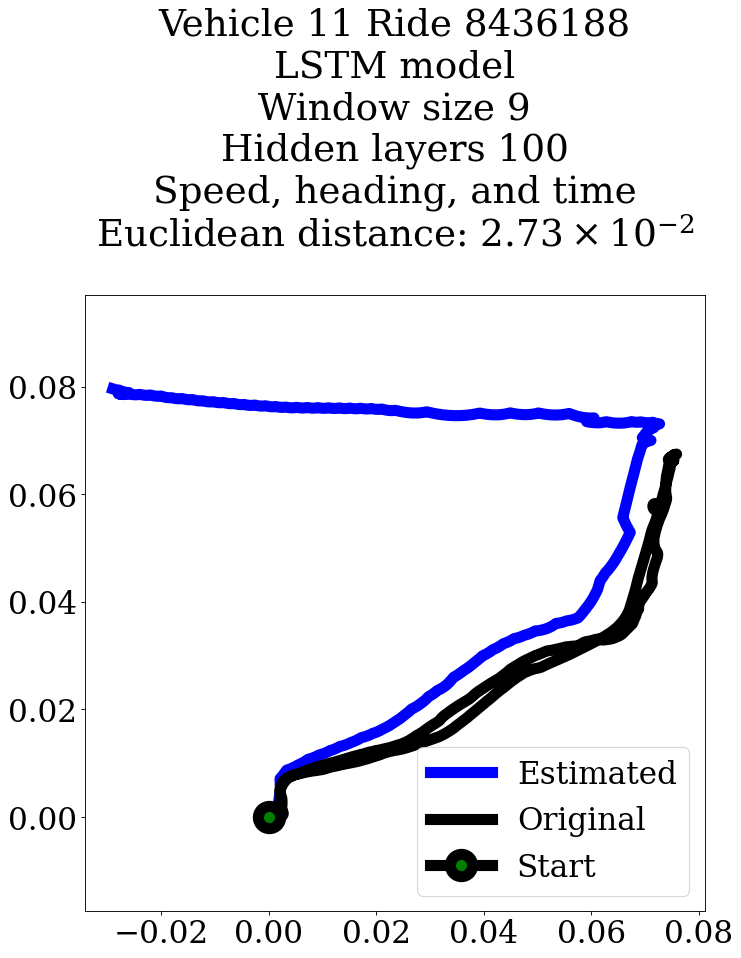 Vehicle 11 Ride 8436188
LSTM model
Window size 9
Hidden layers 100
Speed, heading, and time
Euclidean distance: 2.73 × 10⁻²
0.08
0.06
0.04
0.02
0.00
Estimated
Original
Start
−0.02 0.00 0.02 0.04 0.06 0.08